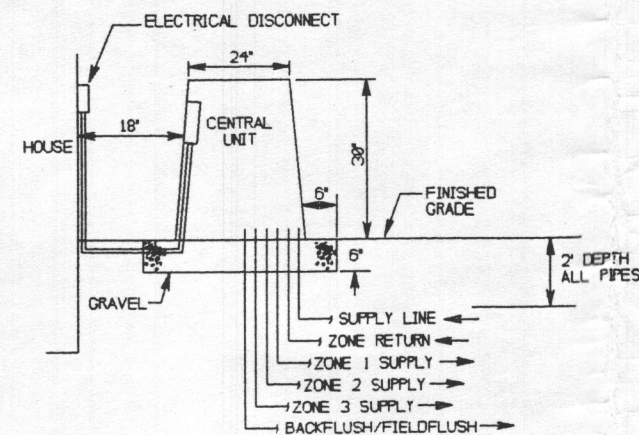 ELECTRICAL DISCONNECT
24"
18"
CENTRAL
UNIT
HOUSE
30"
6"
FINISHED
GRADE
6"
2' DEPTH
ALL PIPES
GRAVEL
SUPPLY LINE
ZONE RETURN
ZONE 1 SUPPLY
ZONE 2 SUPPLY
ZONE 3 SUPPLY
BACKFLUSH/FIELDFLUSH